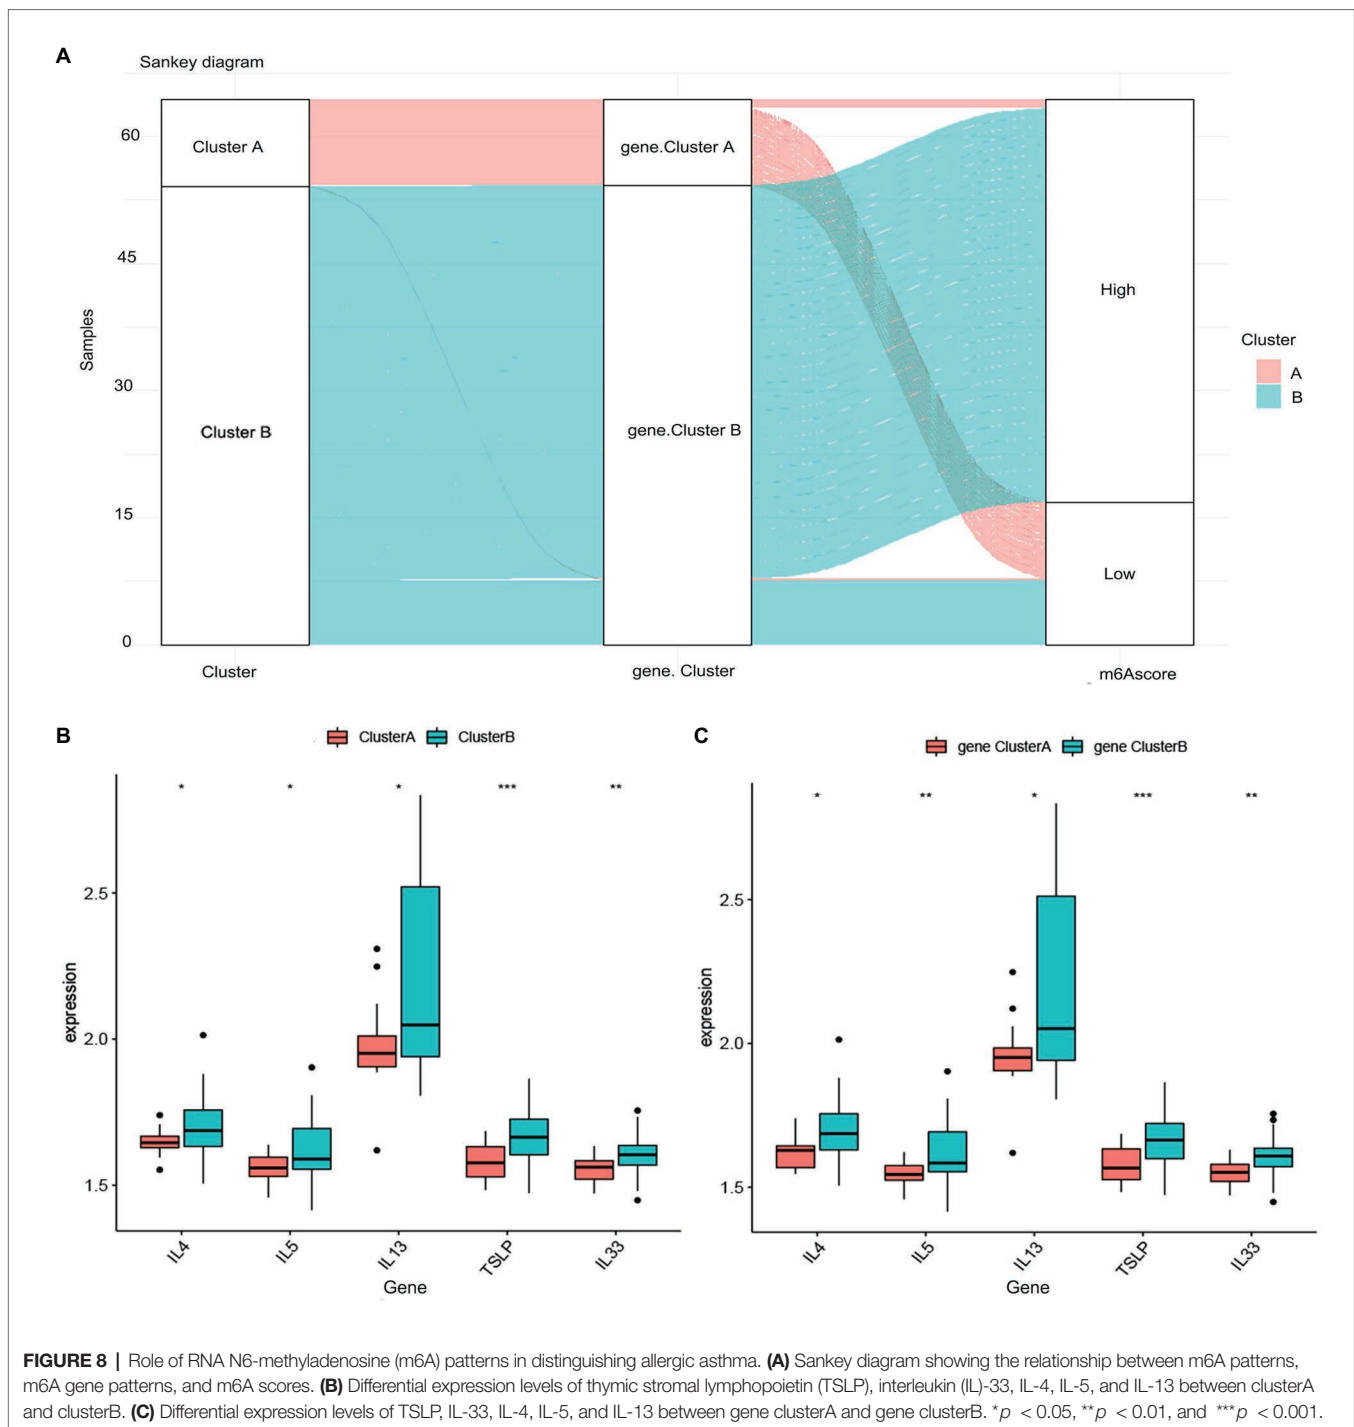 A
Sankey diagram
60
45
30
15
0
Samples
Cluster A
Cluster B
gene.Cluster A
gene.Cluster B
High
Low
Cluster
A
B
Cluster
gene. Cluster
m6Ascore
B
ClusterA
ClusterB
* * * *** **
2.5
2.0
1.5
expression
IL4
IL5
IL13
TSLP
IL33
Gene
C
gene ClusterA
gene ClusterB
* ** * *** **
2.5
2.0
1.5
expression
IL4
IL5
IL13
TSLP
IL33
Gene
FIGURE 8 | Role of RNA N6-methyladenosine (m6A) patterns in distinguishing allergic asthma. (A) Sankey diagram showing the relationship between m6A patterns,
m6A gene patterns, and m6A scores. (B) Differential expression levels of thymic stromal lymphopoietin (TSLP), interleukin (IL)-33, IL-4, IL-5, and IL-13 between clusterA
and clusterB. (C) Differential expression levels of TSLP, IL-33, IL-4, IL-5, and IL-13 between gene clusterA and gene clusterB. *p < 0.05, **p < 0.01, and ***p < 0.001.